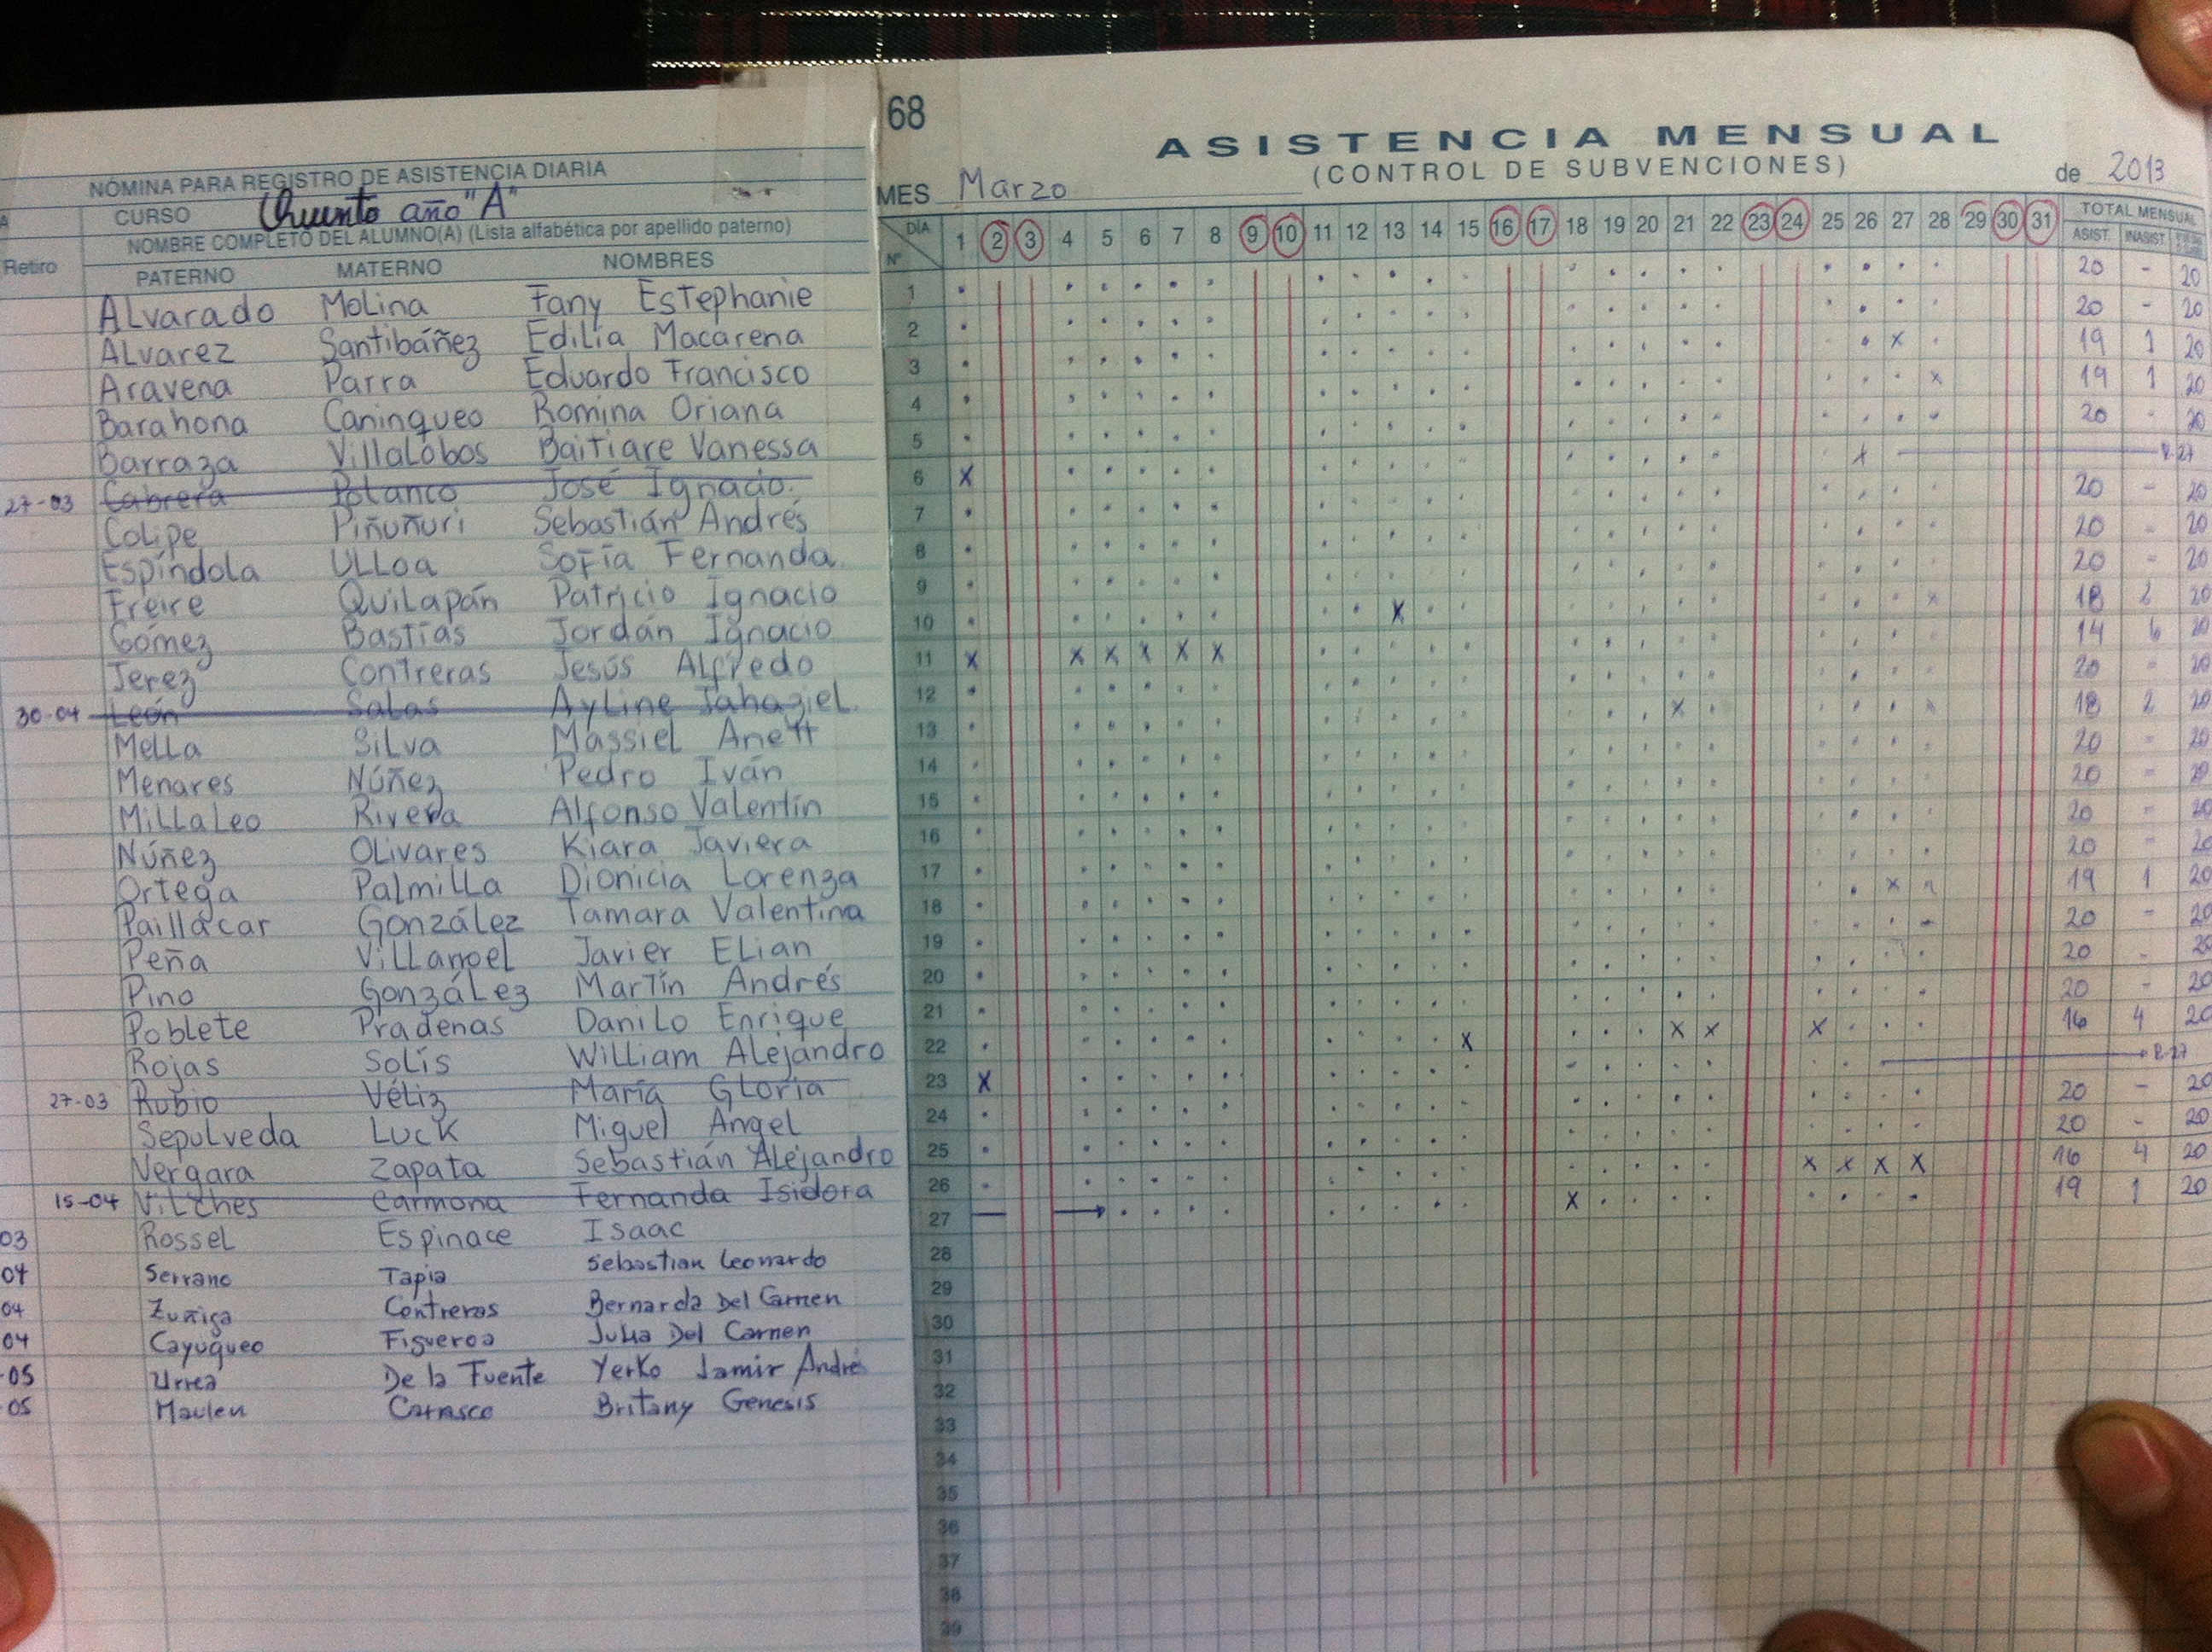 NÓMINA PARA REGISTRO DE ASISTENCIA DIARIA
CURSO Quinto año "A"
NOMBRE COMPLETO DEL ALUMNO(A) (Lista alfabética por apellido paterno)
Retiro PATERNO MATERNO NOMBRES
Alvarado Molina Fany Estephanie
Alvarez Santibáñez Edilia Macarena
Aravena Parra Eduardo Francisco
Barahona Caninqueo Romina Oriana
Barraza Villalobos Baitiare Vanessa
27-03 Cabrera Polanco José Ignacio.
Colipe Piñuñuri Sebastián Andrés
Espíndola Ulloa Sofía Fernanda.
Freire Quilapán Patricio Ignacio
Gómez Bastías Jordán Ignacio
Jerez Contreras Jesús Alfredo
30-04 León Salas Ayline Jahaziel.
Mella Silva Massiel Anett
Menares Núñez Pedro Iván
Millaleo Rivera Alfonso Valentín
Núñez Olivares Kiara Javiera
Ortega Palmilla Dionicia Lorenza
Paillacar González Tamara Valentina
Peña Villanoel Javier Elian
Pino González Martín Andrés
Poblete Pradenas Danilo Enrique
Rojas Solís William Alejandro
27-03 Rubio Véliz María Gloria
Sepulveda Luck Miguel Angel
Vergara Zapata Sebastián Alejandro
15-04 Vilches Carmona Fernanda Isidora
03 Rossel Espinace Isaac
04 Serrano Tapia Sebastian Leonardo
04 Zuñiga Contreras Bernarda Del Carmen
04 Cayuqueo Figueroa Julia Del Carmen
-05 Urrea De la Fuente Yerko Jamir Andrés
-05 Maulen Carrasco Britany Genesis
68
ASISTENCIA MENSUAL
(CONTROL DE SUBVENCIONES)
MES Marzo de 2013
DÍA 1 2 3 4 5 6 7 8 9 10 11 12 13 14 15 16 17 18 19 20 21 22 23 24 25 26 27 28 29 30 31 TOTAL MENSUAL
Nº ASIST. INASIST.
1 20 - 20
2 20 - 20
3 x 19 1 20
4 x 19 1 20
5 20 - 20
6 x x
7 20 - 20
8 20 - 20
9 20 - 20
10 x x 18 2 20
11 x x x x x x 14 6 20
12 20
13 x x 18 2 20
14 20 - 20
15 20 - 20
16 20 - 20
17 20 - 20
18 x 19 1 20
19 20 - 20
20 20 - 20
21 20 - 20
22 x x x x 16 4 20
23 x
24 20 - 20
25 20 - 20
26 x x x x 16 4 20
27 x 19 1 20
28
29
30
31
32
33
34
35
36
37
38
39